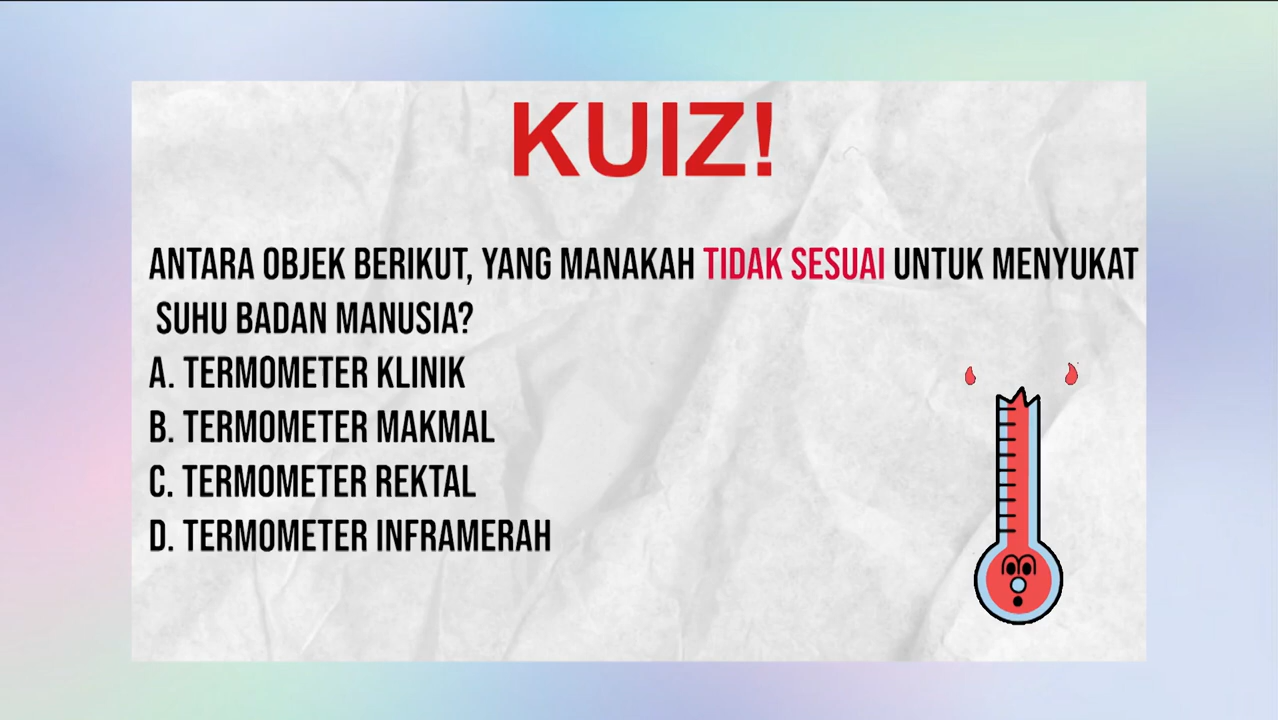 KUIZ!
ANTARA OBJEK BERIKUT, YANG MANAKAH TIDAK SESUAI UNTUK MENYUKAT
SUHU BADAN MANUSIA?
A. TERMOMETER KLINIK
B. TERMOMETER MAKMAL
C. TERMOMETER REKTAL
D. TERMOMETER INFRAMERAH